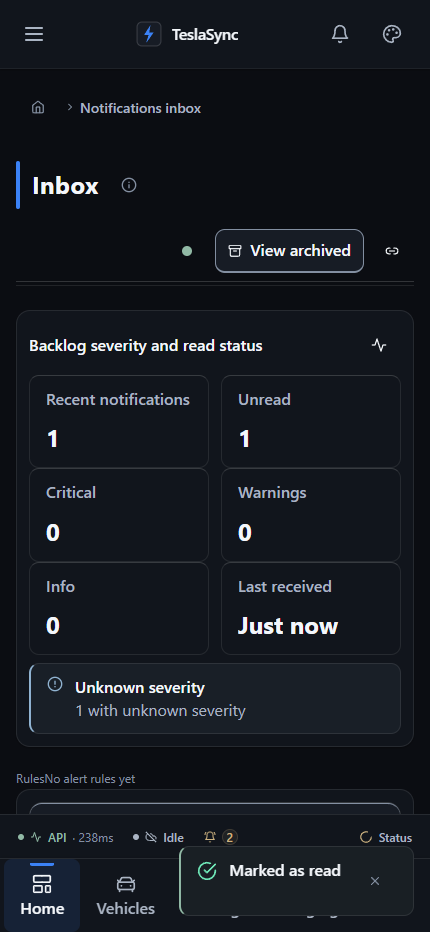 TeslaSync
Notifications inbox
Inbox
View archived
Backlog severity and read status
Recent notifications
1
Unread
1
Critical
0
Warnings
0
Info
0
Last received
Just now
Unknown severity
1 with unknown severity
RulesNo alert rules yet
API · 238ms
Idle
2
Status
Marked as read
Home
Vehicles